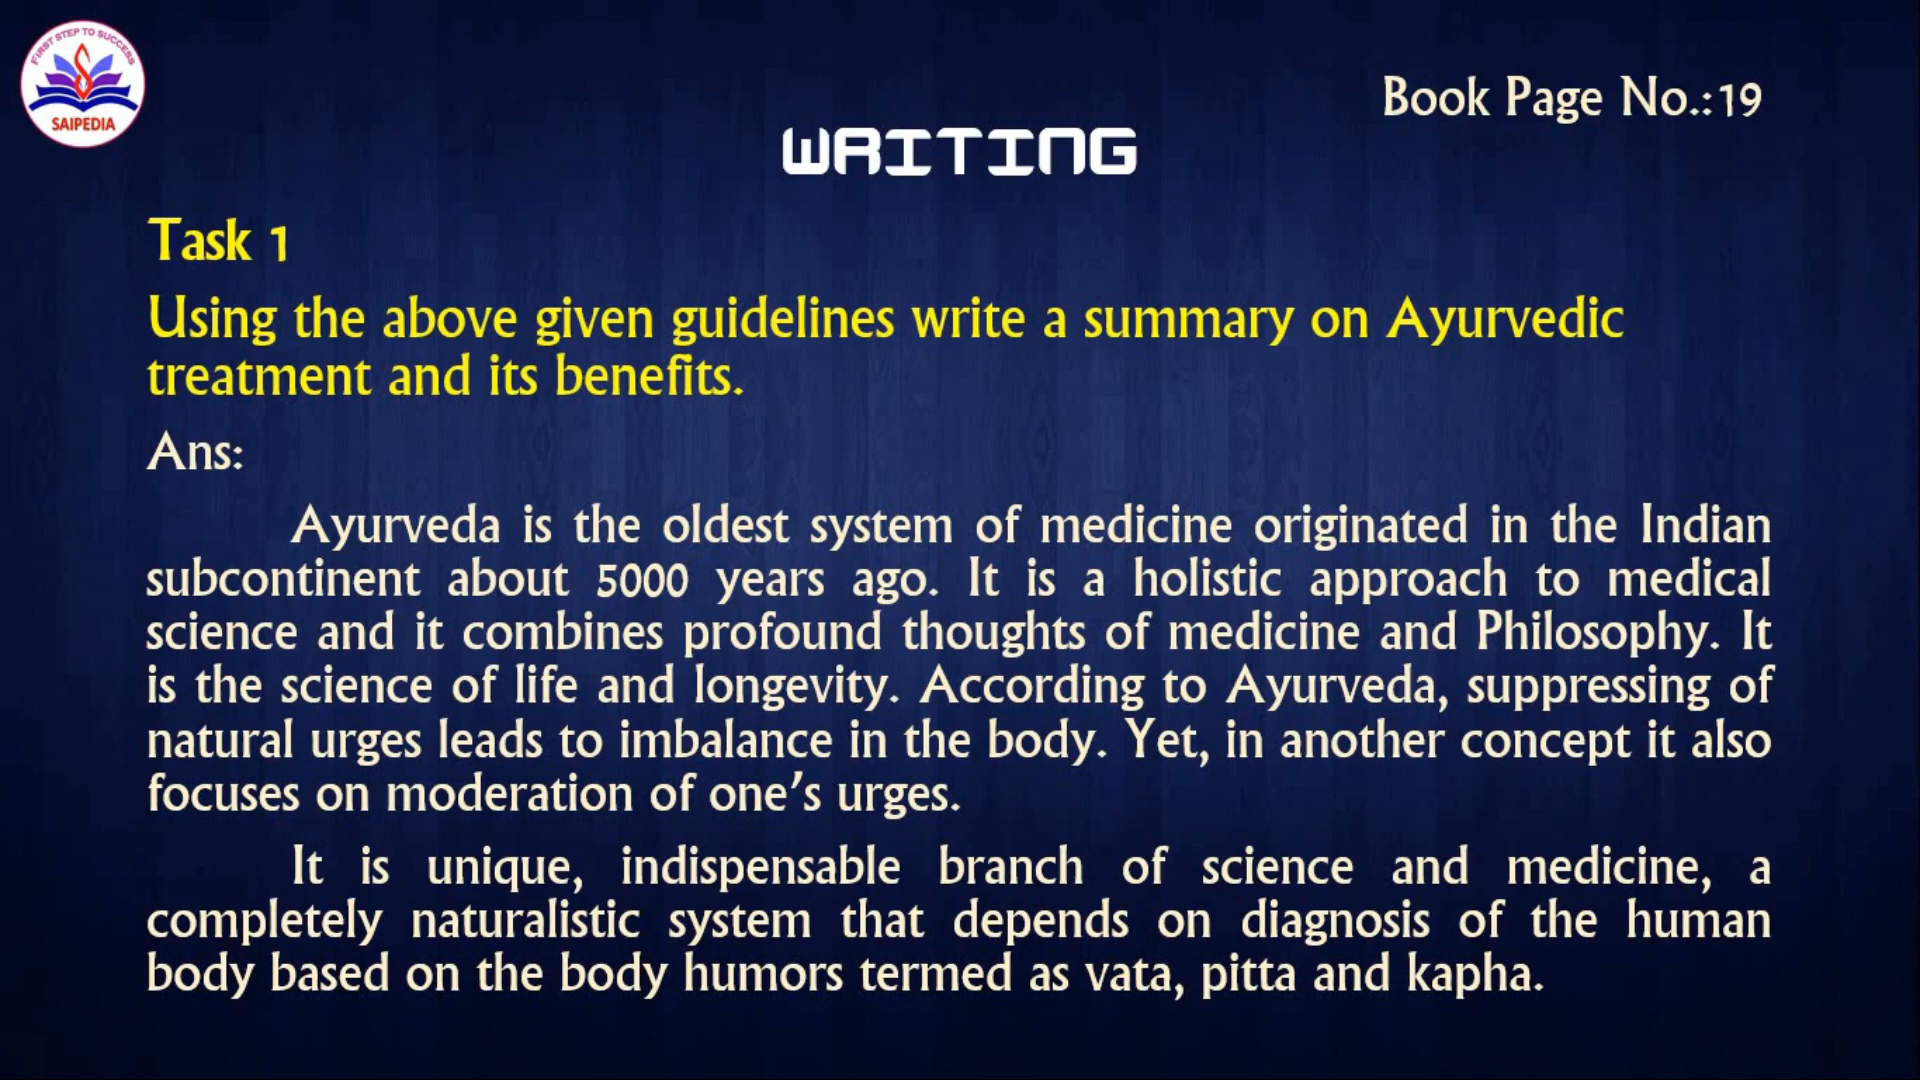 FIRST STEP TO SUCCESS
SAIPEDIA
Book Page No.:19
WRITING
Task 1
Using the above given guidelines write a summary on Ayurvedic
treatment and its benefits.
Ans:
Ayurveda is the oldest system of medicine originated in the Indian
subcontinent about 5000 years ago. It is a holistic approach to medical
science and it combines profound thoughts of medicine and Philosophy. It
is the science of life and longevity. According to Ayurveda, suppressing of
natural urges leads to imbalance in the body. Yet, in another concept it also
focuses on moderation of one’s urges.
It is unique, indispensable branch of science and medicine, a
completely naturalistic system that depends on diagnosis of the human
body based on the body humors termed as vata, pitta and kapha.